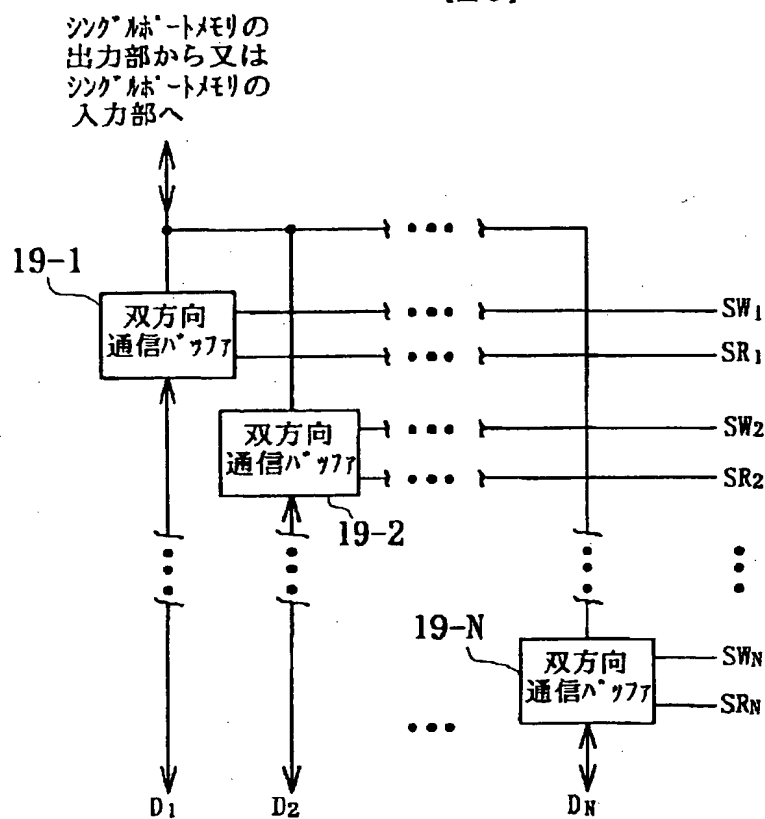 シングルポートメモリの
出力部から又は
シングルポートメモリの
入力部へ
19-1
双方向
通信バッファ
SW1
SR1
双方向
通信バッファ
SW2
SR2
19-2
19-N
双方向
通信バッファ
SWN
SRN
D1
D2
DN